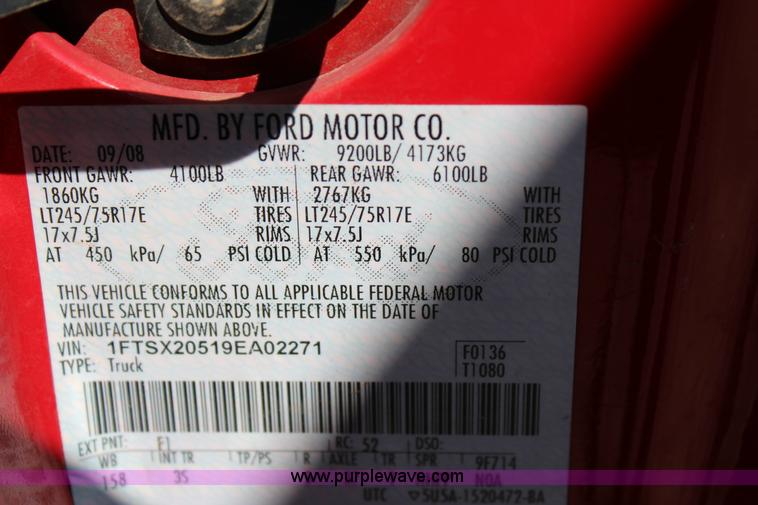 MFD. BY FORD MOTOR CO.
DATE: 09/08 GVWR: 9200LB/ 4173KG
FRONT GAWR: 4100LB REAR GAWR: 6100LB
1860KG WITH 2767KG WITH
LT245/75R17E TIRES LT245/75R17E TIRES
17x7.5J RIMS 17x7.5J RIMS
AT 450 kPa/ 65 PSI COLD AT 550 kPa/ 80 PSI COLD
THIS VEHICLE CONFORMS TO ALL APPLICABLE FEDERAL MOTOR
VEHICLE SAFETY STANDARDS IN EFFECT ON THE DATE OF
MANUFACTURE SHOWN ABOVE.
VIN: 1FTSX20519EA02271 F0136
TYPE: Truck T1080
EXT PNT: F1 RC: 52 DSO:
WB INT TR TP/PS R AXLE TR SPR 9F714
158 3S NOA
www.purplewave.com
UTC 5U5A-1520472-BA